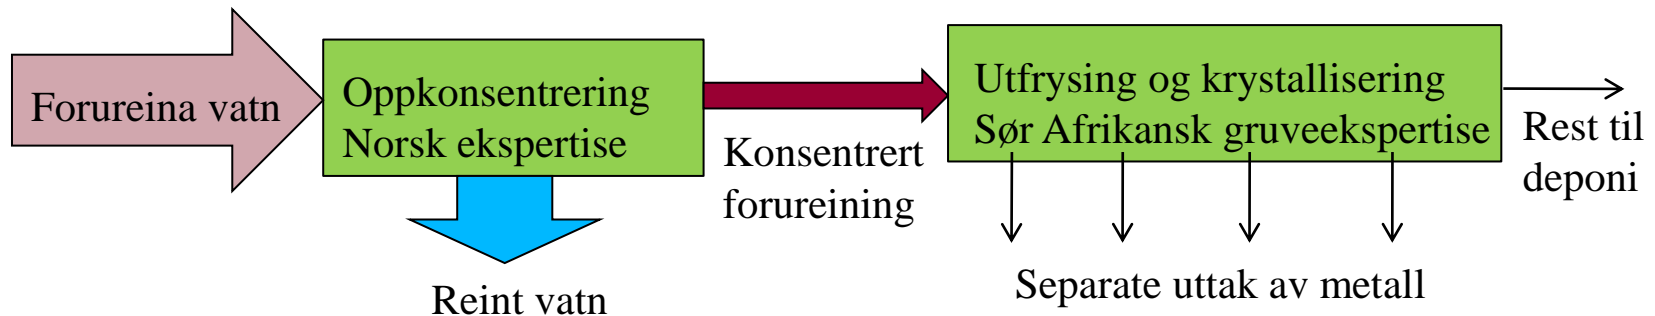 Forureina vatn
Oppkonsentrering
Norsk ekspertise
Reint vatn
Konsentrert
forureining
Utfrysing og krystallisering
Sør Afrikansk gruveekspertise
Separate uttak av metall
Rest til
deponi